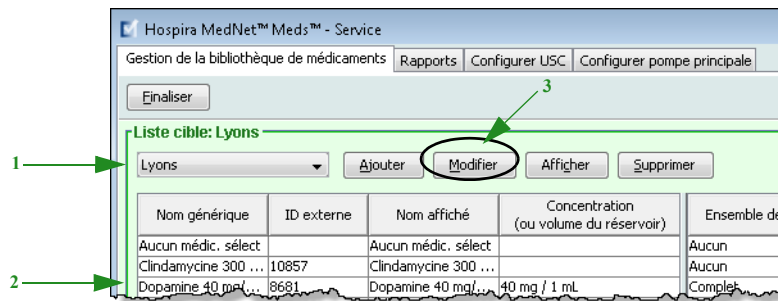 Hospira MedNet™ Meds™ - Service
Gestion de la bibliothèque de médicaments Rapports Configurer USC Configurer pompe principale
Finaliser
3
Liste cible: Lyons
1 Lyons Ajouter Modifier Afficher Supprimer
Nom générique ID externe Nom affiché Concentration (ou volume du réservoir) Ensemble de
Aucun médic. sélect Aucun médic. sélect Aucun
Clindamycine 300 ... 10857 Clindamycine 300 ... Aucun
2 Dopamine 40 mg/... 8681 Dopamine 40 mg/... 40 mg / 1 mL Complet